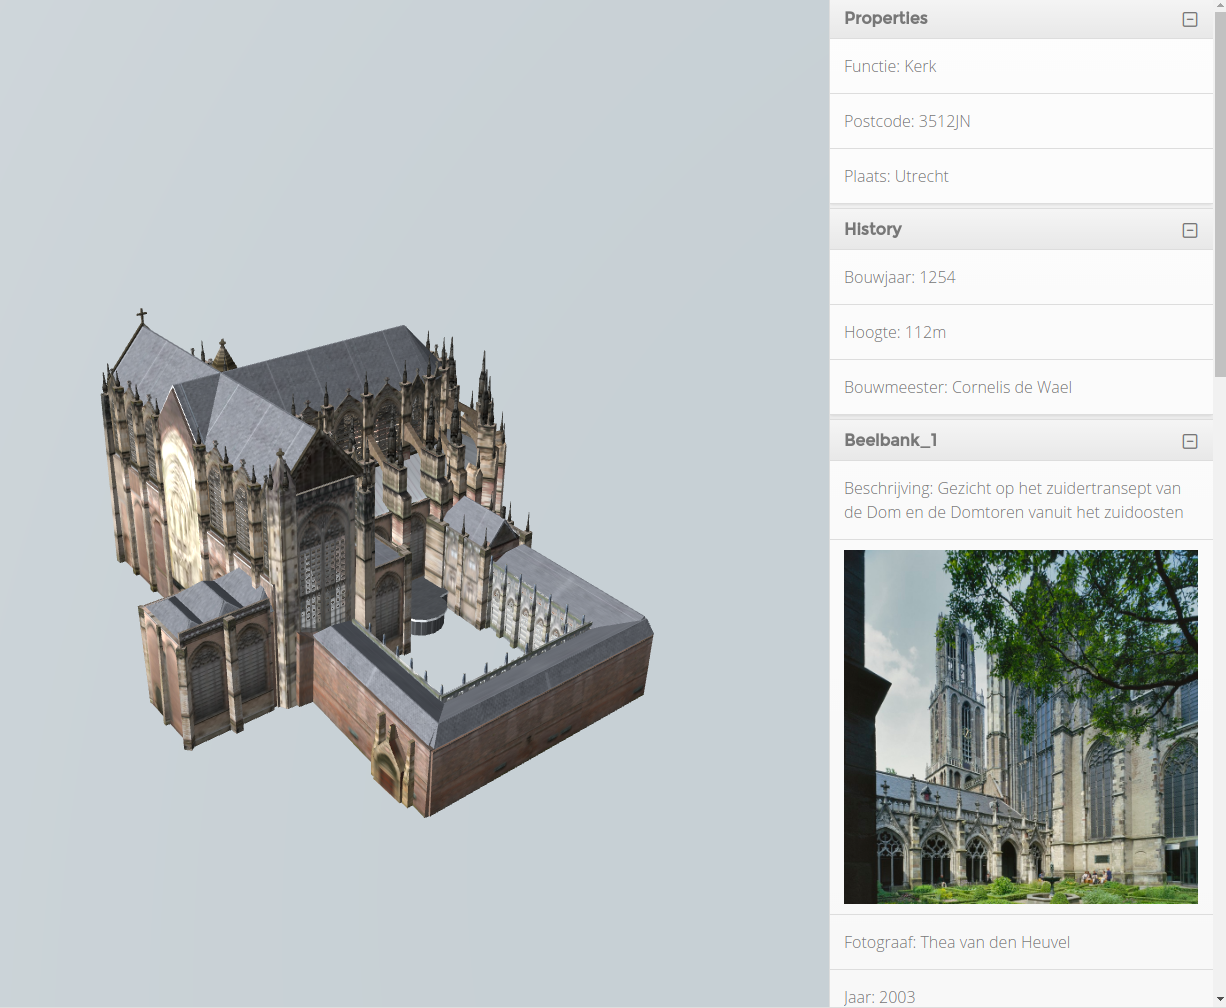 Properties
Functie: Kerk
Postcode: 3512JN
Plaats: Utrecht
History
Bouwjaar: 1254
Hoogte: 112m
Bouwmeester: Cornelis de Wael
Beelbank_1
Beschrijving: Gezicht op het zuidertransept van
de Dom en de Domtoren vanuit het zuidoosten
Fotograaf: Thea van den Heuvel
Jaar: 2003